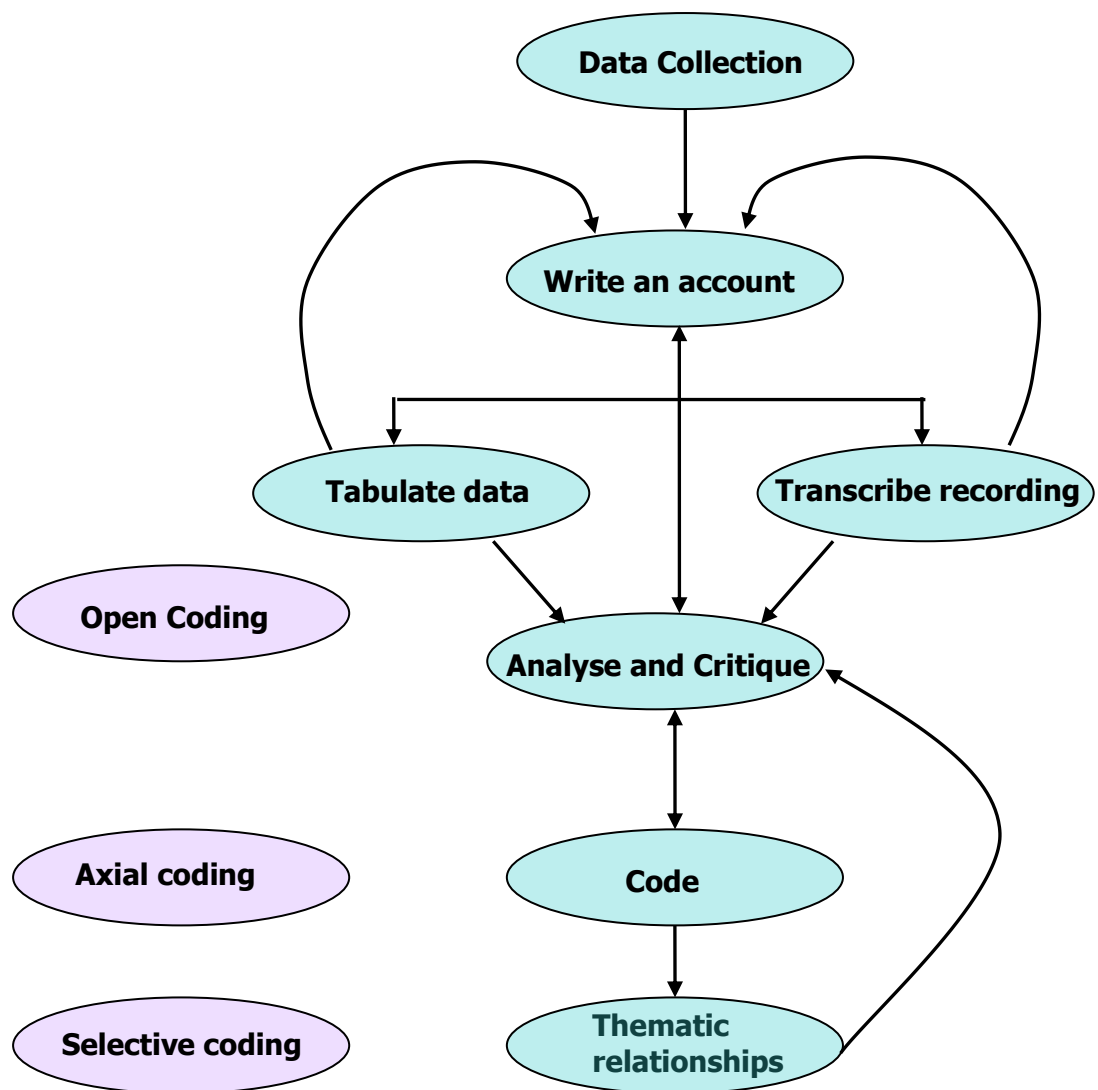 Data Collection
Write an account
Tabulate data
Transcribe recording
Open Coding
Analyse and Critique
Axial coding
Code
Selective coding
Thematic
relationships